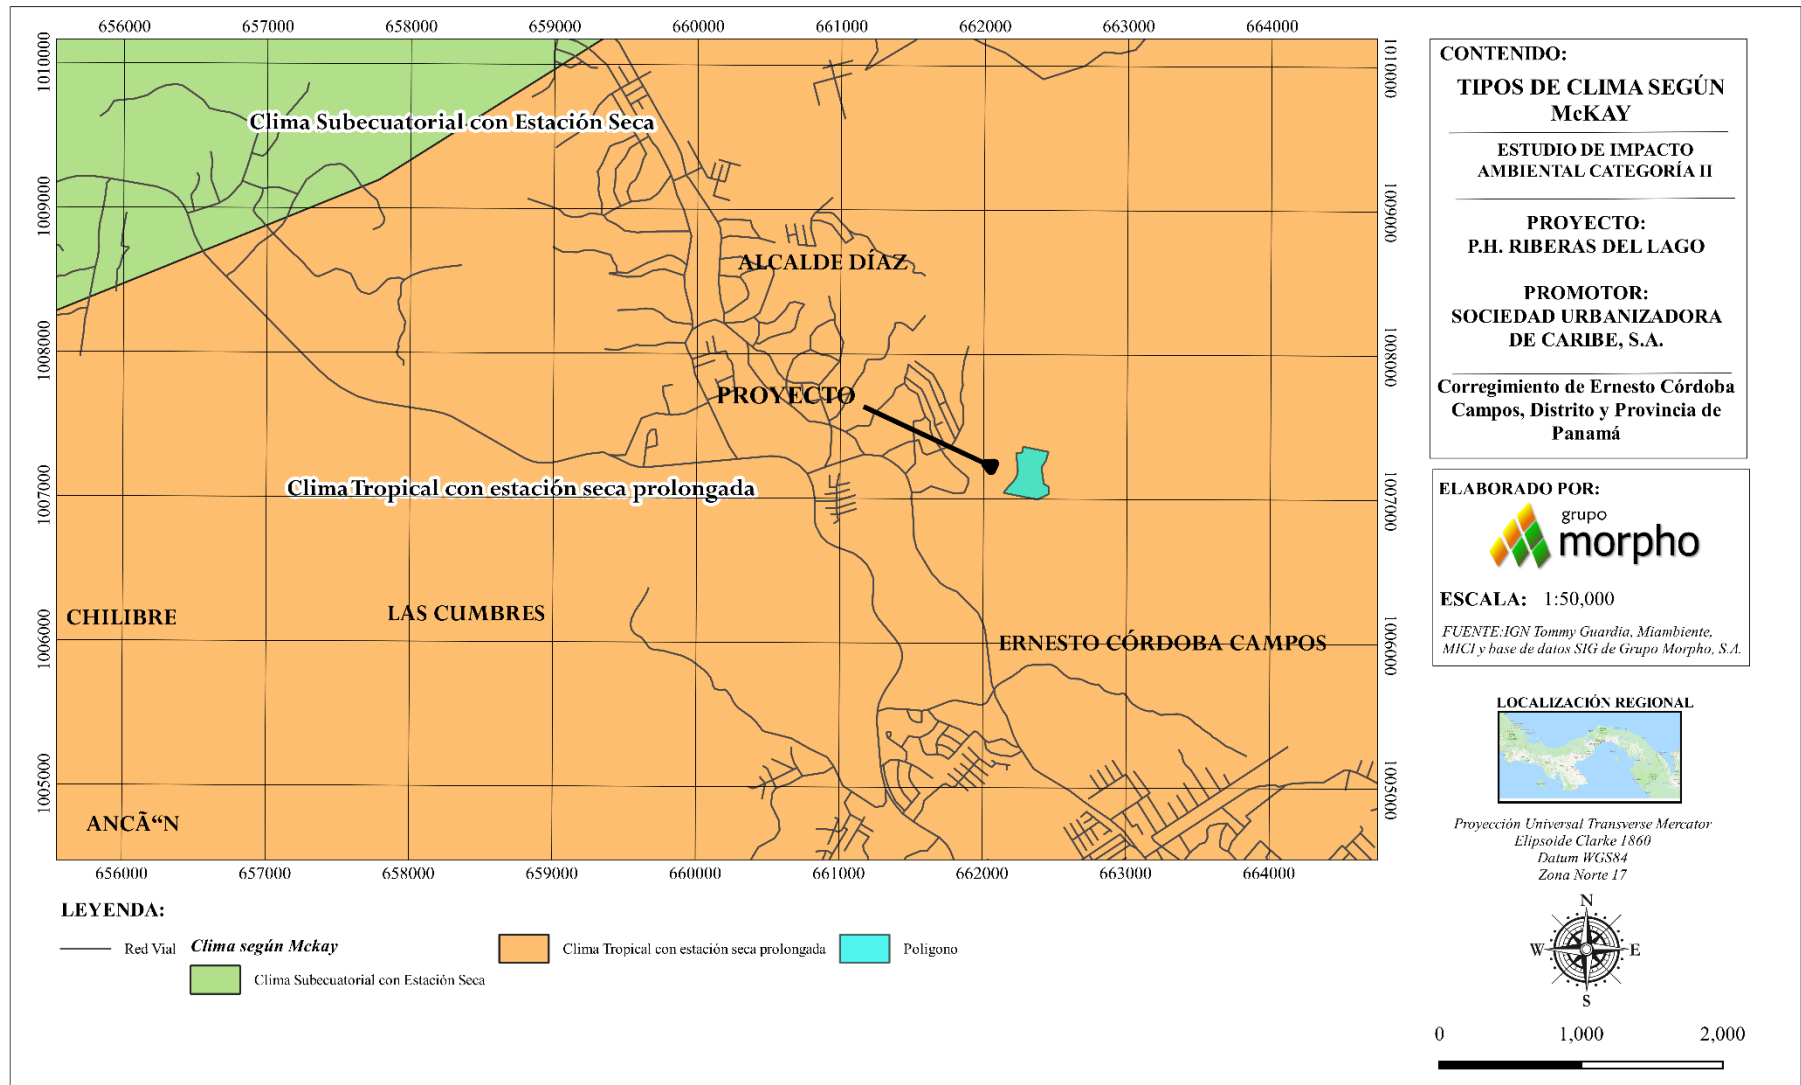 656000 657000 658000 659000 660000 661000 662000 663000 664000
1010000
1009000
1008000
1007000
1006000
1005000
1010000
1009000
1008000
1007000
1006000
1005000
Clima Subecuatorial con Estación Seca
ALCALDE DÍAZ
PROYECTO
Clima Tropical con estación seca prolongada
CHILIBRE
LAS CUMBRES
ERNESTO CÓRDOBA CAMPOS
ANCÃ“N
656000 657000 658000 659000 660000 661000 662000 663000 664000
LEYENDA:
Red Vial
Clima según Mckay
Clima Subecuatorial con Estación Seca
Clima Tropical con estación seca prolongada
Poligono
CONTENIDO:
TIPOS DE CLIMA SEGÚN
McKAY
ESTUDIO DE IMPACTO
AMBIENTAL CATEGORÍA II
PROYECTO:
P.H. RIBERAS DEL LAGO
PROMOTOR:
SOCIEDAD URBANIZADORA
DE CARIBE, S.A.
Corregimiento de Ernesto Córdoba
Campos, Distrito y Provincia de
Panamá
ELABORADO POR:
grupo
morpho
ESCALA: 1:50,000
FUENTE:IGN Tommy Guardia, Miambiente,
MICI y base de datos SIG de Grupo Morpho, S.A.
LOCALIZACIÓN REGIONAL
Proyección Universal Transverse Mercator
Elipsoide Clarke 1860
Datum WGS84
Zona Norte 17
N
W E
S
0 1,000 2,000